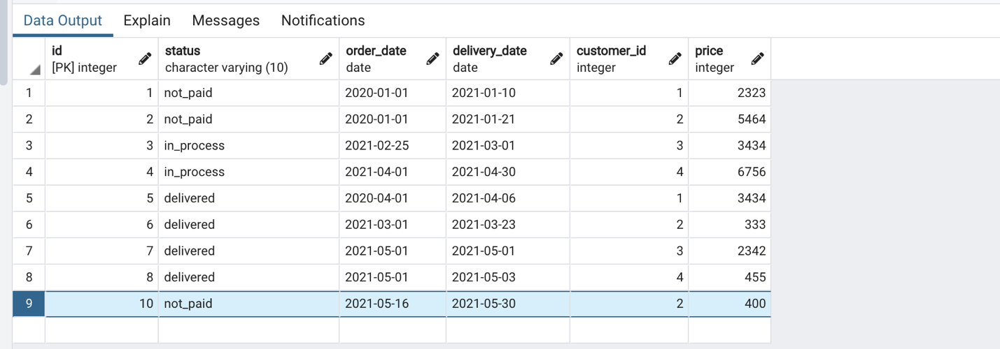 Data Output Explain Messages Notifications
id status order_date delivery_date customer_id price
[PK] integer character varying (10) date date integer integer
1 1 not_paid 2020-01-01 2021-01-10 1 2323
2 2 not_paid 2020-01-01 2021-01-21 2 5464
3 3 in_process 2021-02-25 2021-03-01 3 3434
4 4 in_process 2021-04-01 2021-04-30 4 6756
5 5 delivered 2020-04-01 2021-04-06 1 3434
6 6 delivered 2021-03-01 2021-03-23 2 333
7 7 delivered 2021-05-01 2021-05-01 3 2342
8 8 delivered 2021-05-01 2021-05-03 4 455
9 10 not_paid 2021-05-16 2021-05-30 2 400